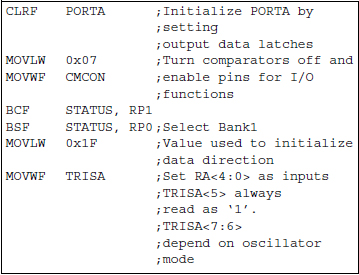 CLRF PORTA ;Initialize PORTA by
;setting
;output data latches
MOVLW 0x07 ;Turn comparators off and
MOVWF CMCON ;enable pins for I/O
;functions
BCF STATUS, RP1
BSF STATUS, RP0 ;Select Bank1
MOVLW 0x1F ;Value used to initialize
;data direction
MOVWF TRISA ;Set RA<4:0> as inputs
;TRISA<5> always
;read as ‘1’.
;TRISA<7:6>
;depend on oscillator
;mode